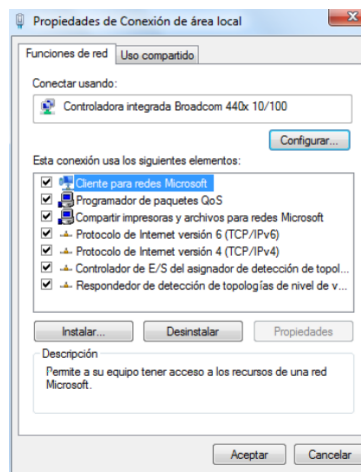 Propiedades de Conexión de área local
Funciones de red
Uso compartido
Conectar usando:
Controladora integrada Broadcom 440x 10/100
Configurar...
Esta conexión usa los siguientes elementos:
Cliente para redes Microsoft
Programador de paquetes QoS
Compartir impresoras y archivos para redes Microsoft
Protocolo de Internet versión 6 (TCP/IPv6)
Protocolo de Internet versión 4 (TCP/IPv4)
Controlador de E/S del asignador de detección de topol...
Respondedor de detección de topologías de nivel de v...
Instalar...
Desinstalar
Propiedades
Descripción
Permite a su equipo tener acceso a los recursos de una red
Microsoft.
Aceptar
Cancelar